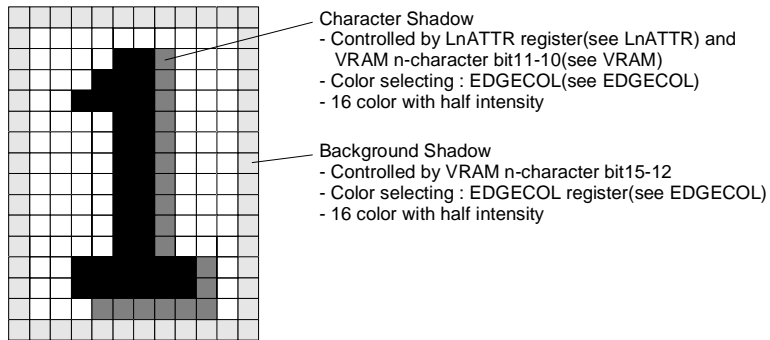 Character Shadow
- Controlled by LnATTR register(see LnATTR) and
VRAM n-character bit11-10(see VRAM)
- Color selecting : EDGECOL(see EDGECOL)
- 16 color with half intensity
Background Shadow
- Controlled by VRAM n-character bit15-12
- Color selecting : EDGECOL register(see EDGECOL)
- 16 color with half intensity